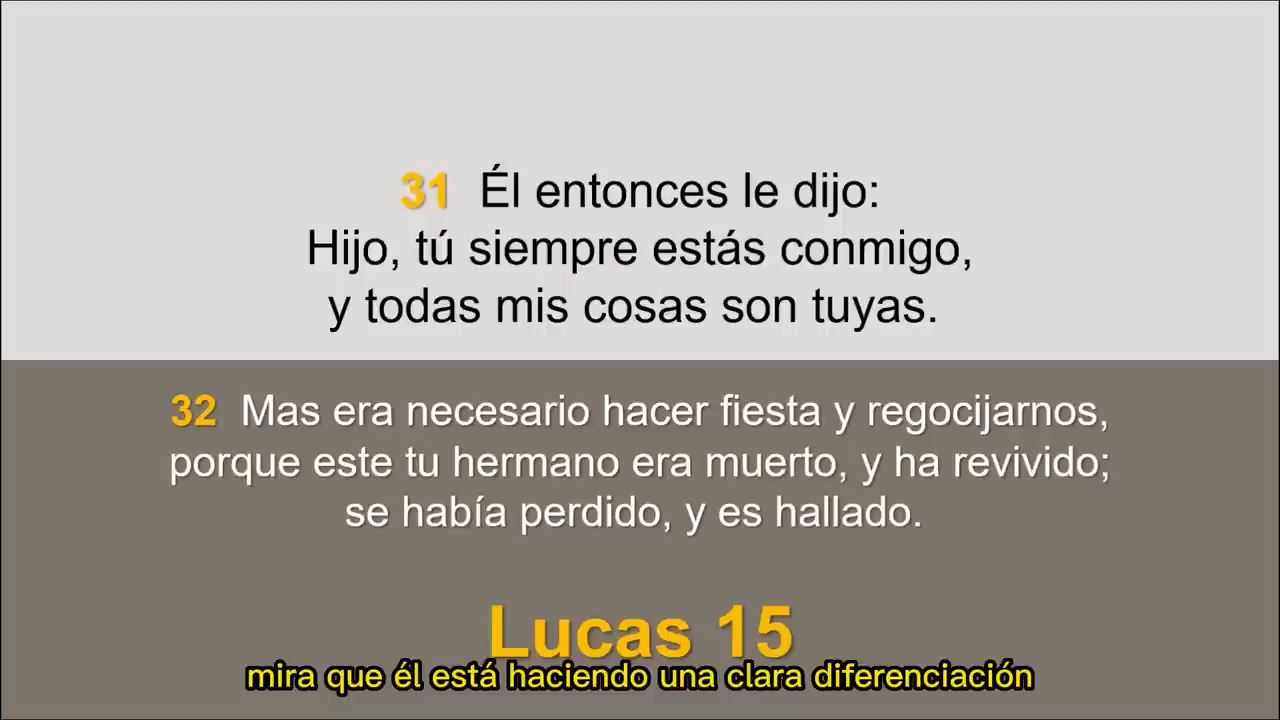 31 Él entonces le dijo:
Hijo, tú siempre estás conmigo,
y todas mis cosas son tuyas.
32 Mas era necesario hacer fiesta y regocijarnos,
porque este tu hermano era muerto, y ha revivido;
se había perdido, y es hallado.
Lucas 15
mira que él está haciendo una clara diferenciación